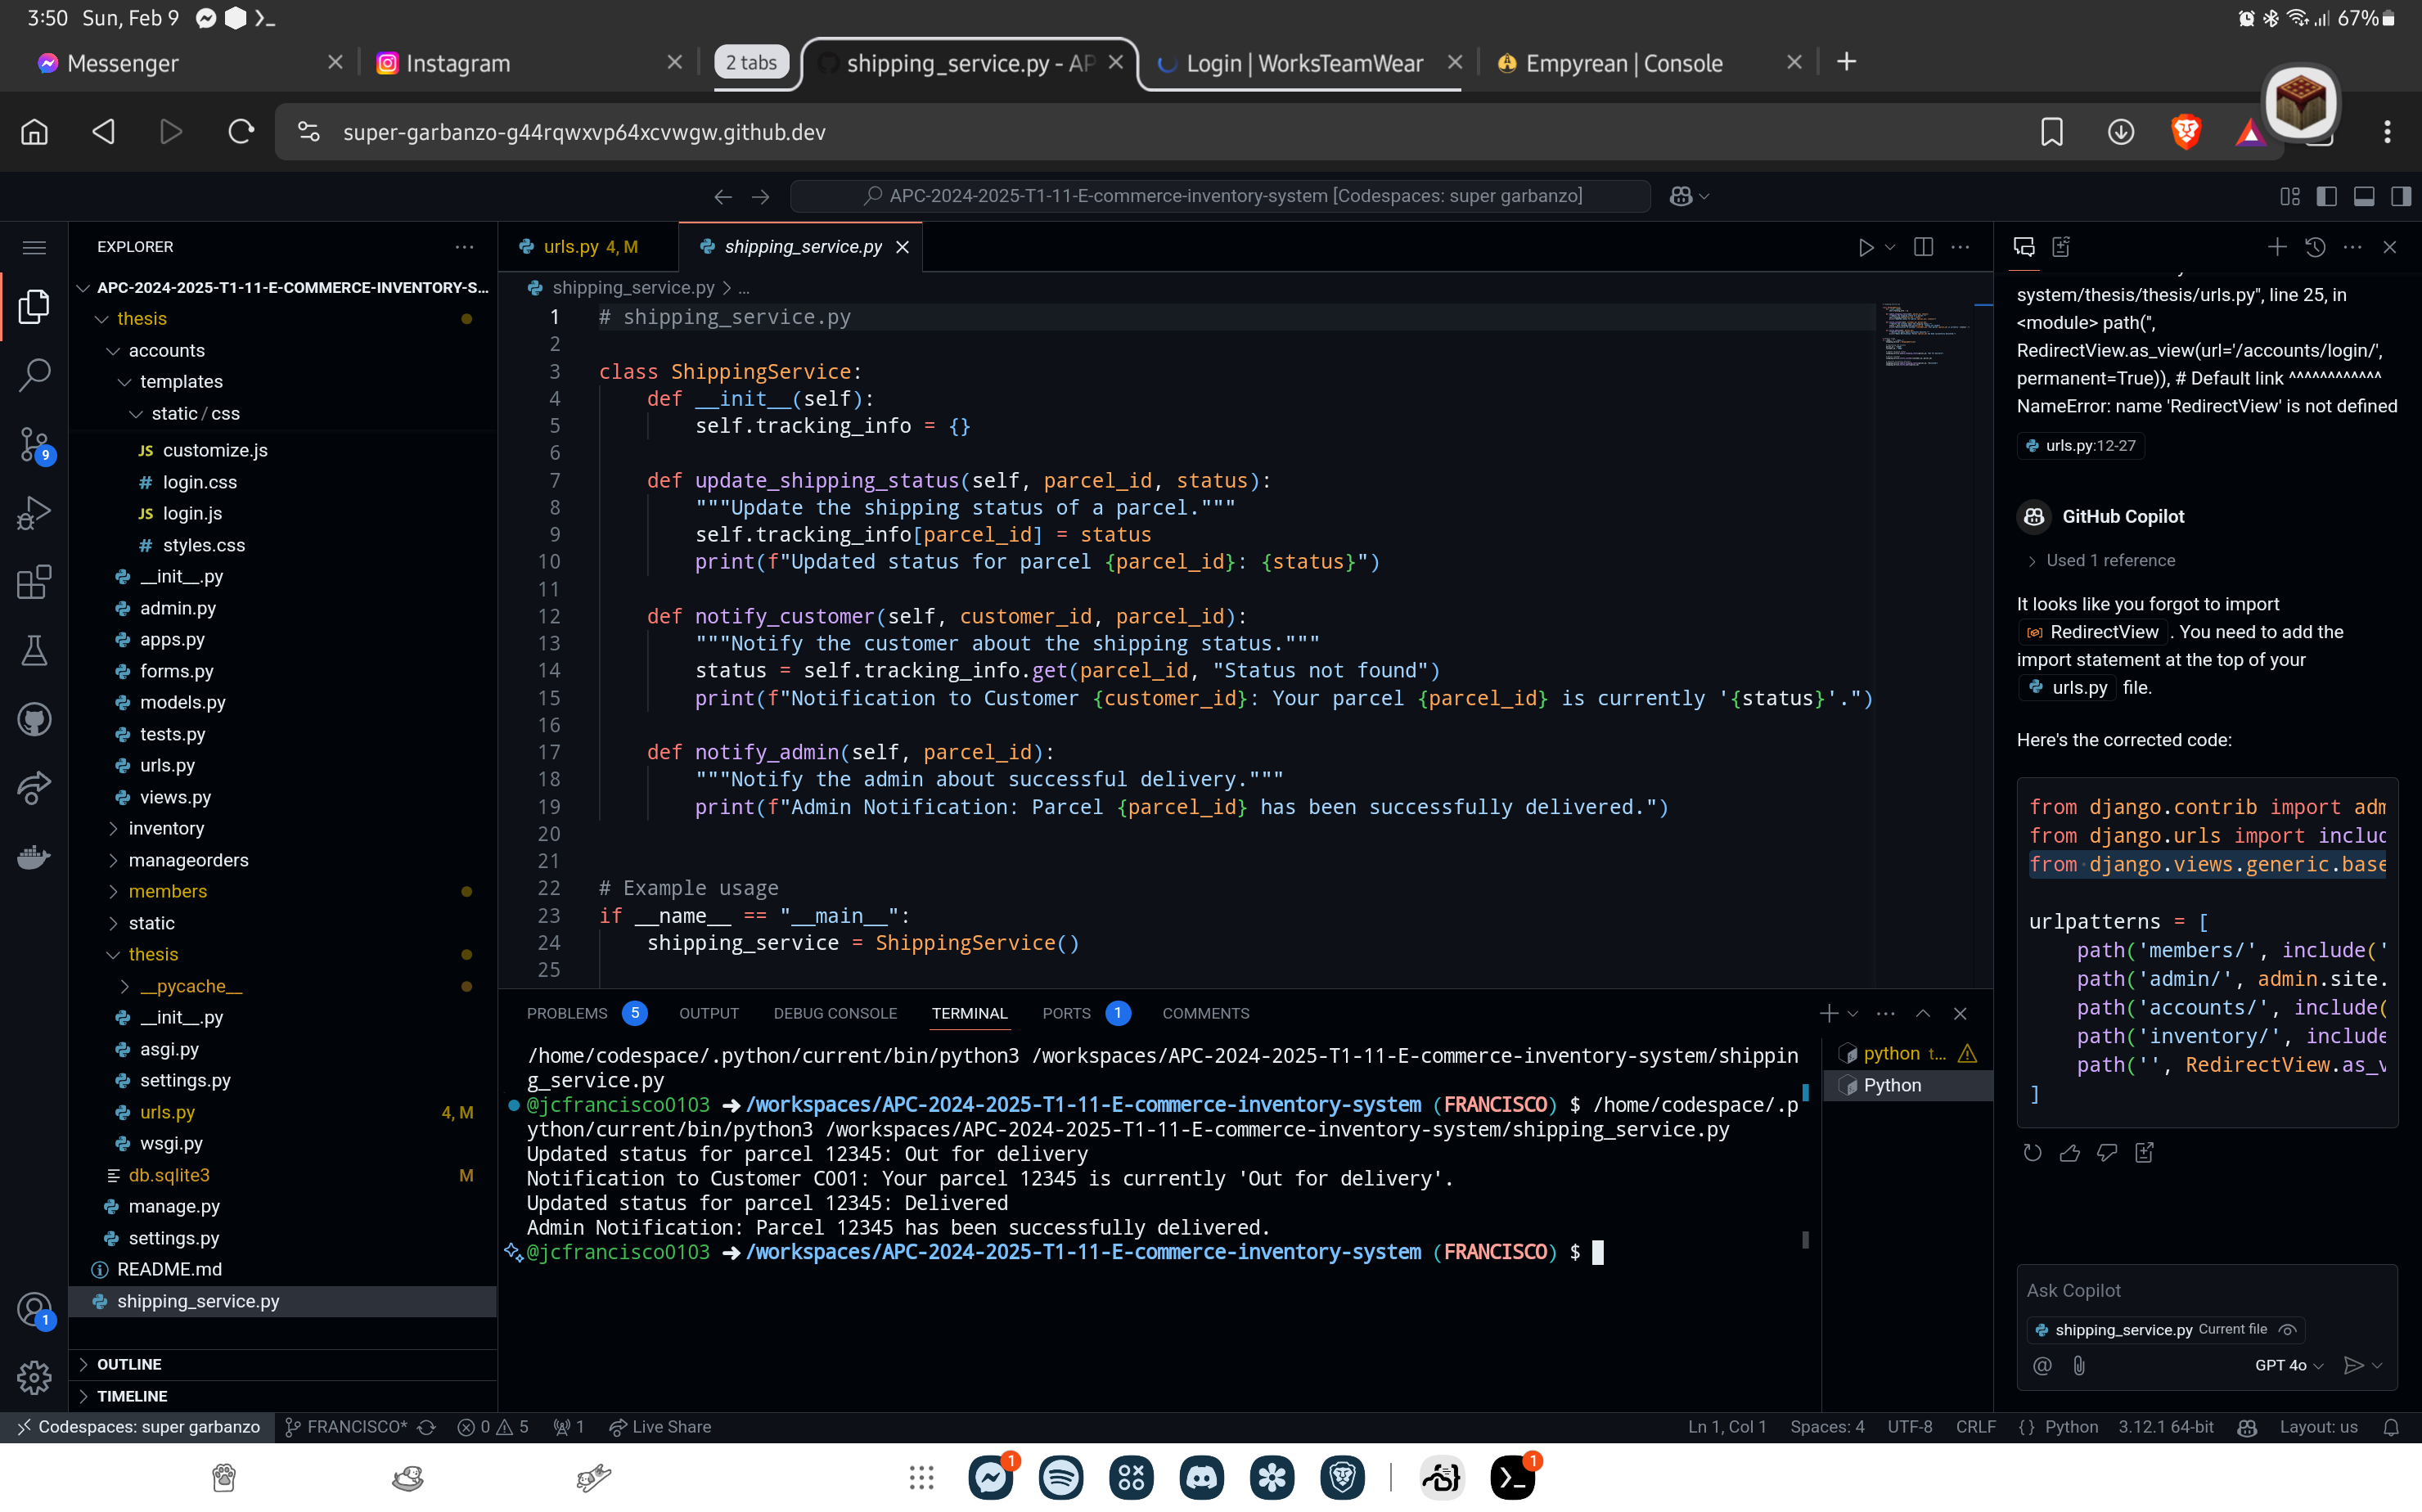 3:50 Sun, Feb 9
67%
Messenger
Instagram
2 tabs
shipping_service.py - AP
Login | WorksTeamWear
Empyrean | Console
super-garbanzo-g44rqwxvp64xcvwgw.github.dev
APC-2024-2025-T1-11-E-commerce-inventory-system [Codespaces: super garbanzo]
EXPLORER
APC-2024-2025-T1-11-E-COMMERCE-INVENTORY-S...
thesis
accounts
templates
static / css
JS customize.js
# login.css
JS login.js
# styles.css
__init__.py
admin.py
apps.py
forms.py
models.py
tests.py
urls.py
views.py
inventory
manageorders
members
static
thesis
__pycache__
__init__.py
asgi.py
settings.py
urls.py 4, M
wsgi.py
db.sqlite3 M
manage.py
settings.py
README.md
shipping_service.py
OUTLINE
TIMELINE
9
1
urls.py 4, M
shipping_service.py
shipping_service.py > ...
1 # shipping_service.py
2
3 class ShippingService:
4 def __init__(self):
5 self.tracking_info = {}
6
7 def update_shipping_status(self, parcel_id, status):
8 """Update the shipping status of a parcel."""
9 self.tracking_info[parcel_id] = status
10 print(f"Updated status for parcel {parcel_id}: {status}")
11
12 def notify_customer(self, customer_id, parcel_id):
13 """Notify the customer about the shipping status."""
14 status = self.tracking_info.get(parcel_id, "Status not found")
15 print(f"Notification to Customer {customer_id}: Your parcel {parcel_id} is currently '{status}'.")
16
17 def notify_admin(self, parcel_id):
18 """Notify the admin about successful delivery."""
19 print(f"Admin Notification: Parcel {parcel_id} has been successfully delivered.")
20
21
22 # Example usage
23 if __name__ == "__main__":
24 shipping_service = ShippingService()
25
PROBLEMS 5 OUTPUT DEBUG CONSOLE TERMINAL PORTS 1 COMMENTS
/home/codespace/.python/current/bin/python3 /workspaces/APC-2024-2025-T1-11-E-commerce-inventory-system/shippin
g_service.py
@jcfrancisco0103 ➜ /workspaces/APC-2024-2025-T1-11-E-commerce-inventory-system (FRANCISCO) $ /home/codespace/.p
ython/current/bin/python3 /workspaces/APC-2024-2025-T1-11-E-commerce-inventory-system/shipping_service.py
Updated status for parcel 12345: Out for delivery
Notification to Customer C001: Your parcel 12345 is currently 'Out for delivery'.
Updated status for parcel 12345: Delivered
Admin Notification: Parcel 12345 has been successfully delivered.
@jcfrancisco0103 ➜ /workspaces/APC-2024-2025-T1-11-E-commerce-inventory-system (FRANCISCO) $
python t...
Python
system/thesis/thesis/urls.py", line 25, in
<module> path('',
RedirectView.as_view(url='/accounts/login/',
permanent=True)), # Default link ^^^^^^^^^^^^
NameError: name 'RedirectView' is not defined
urls.py:12-27
GitHub Copilot
Used 1 reference
It looks like you forgot to import
RedirectView . You need to add the
import statement at the top of your
urls.py file.
Here's the corrected code:
from django.contrib import adm
from django.urls import includ
from django.views.generic.base
urlpatterns = [
path('members/', include('
path('admin/', admin.site.
path('accounts/', include(
path('inventory/', include
path('', RedirectView.as_v
]
Ask Copilot
shipping_service.py Current file
@ GPT 4o
Codespaces: super garbanzo FRANCISCO* 0 5 1 Live Share
Ln 1, Col 1 Spaces: 4 UTF-8 CRLF {} Python 3.12.1 64-bit Layout: us
1
1